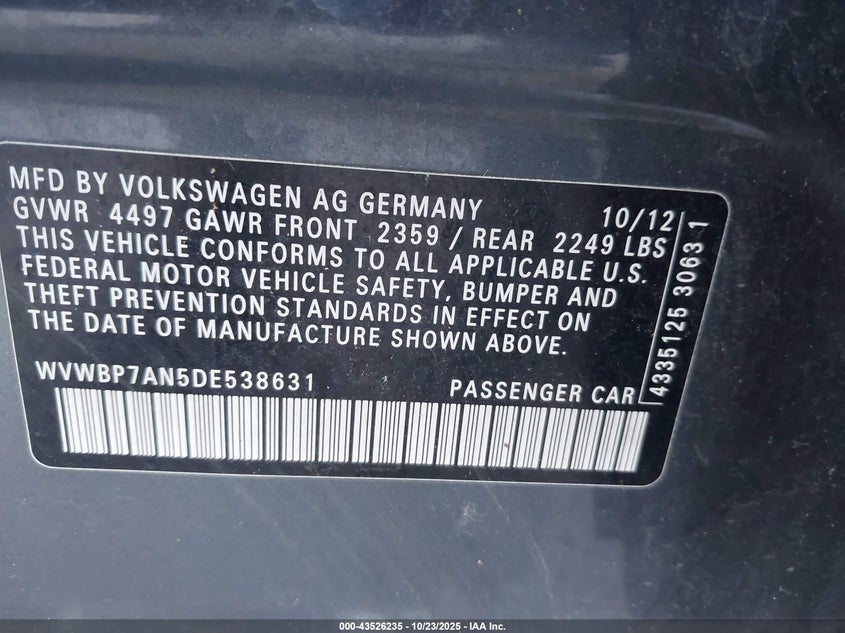 MFD BY VOLKSWAGEN AG GERMANY 10/12
GVWR 4497 GAWR FRONT 2359 / REAR 2249 LBS
THIS VEHICLE CONFORMS TO ALL APPLICABLE U.S.
FEDERAL MOTOR VEHICLE SAFETY, BUMPER AND
THEFT PREVENTION STANDARDS IN EFFECT ON
THE DATE OF MANUFACTURE SHOWN ABOVE.
WVWBP7AN5DE538631 PASSENGER CAR
4335125 3063 1
000-43526235 - 10/23/2025 - IAA Inc.